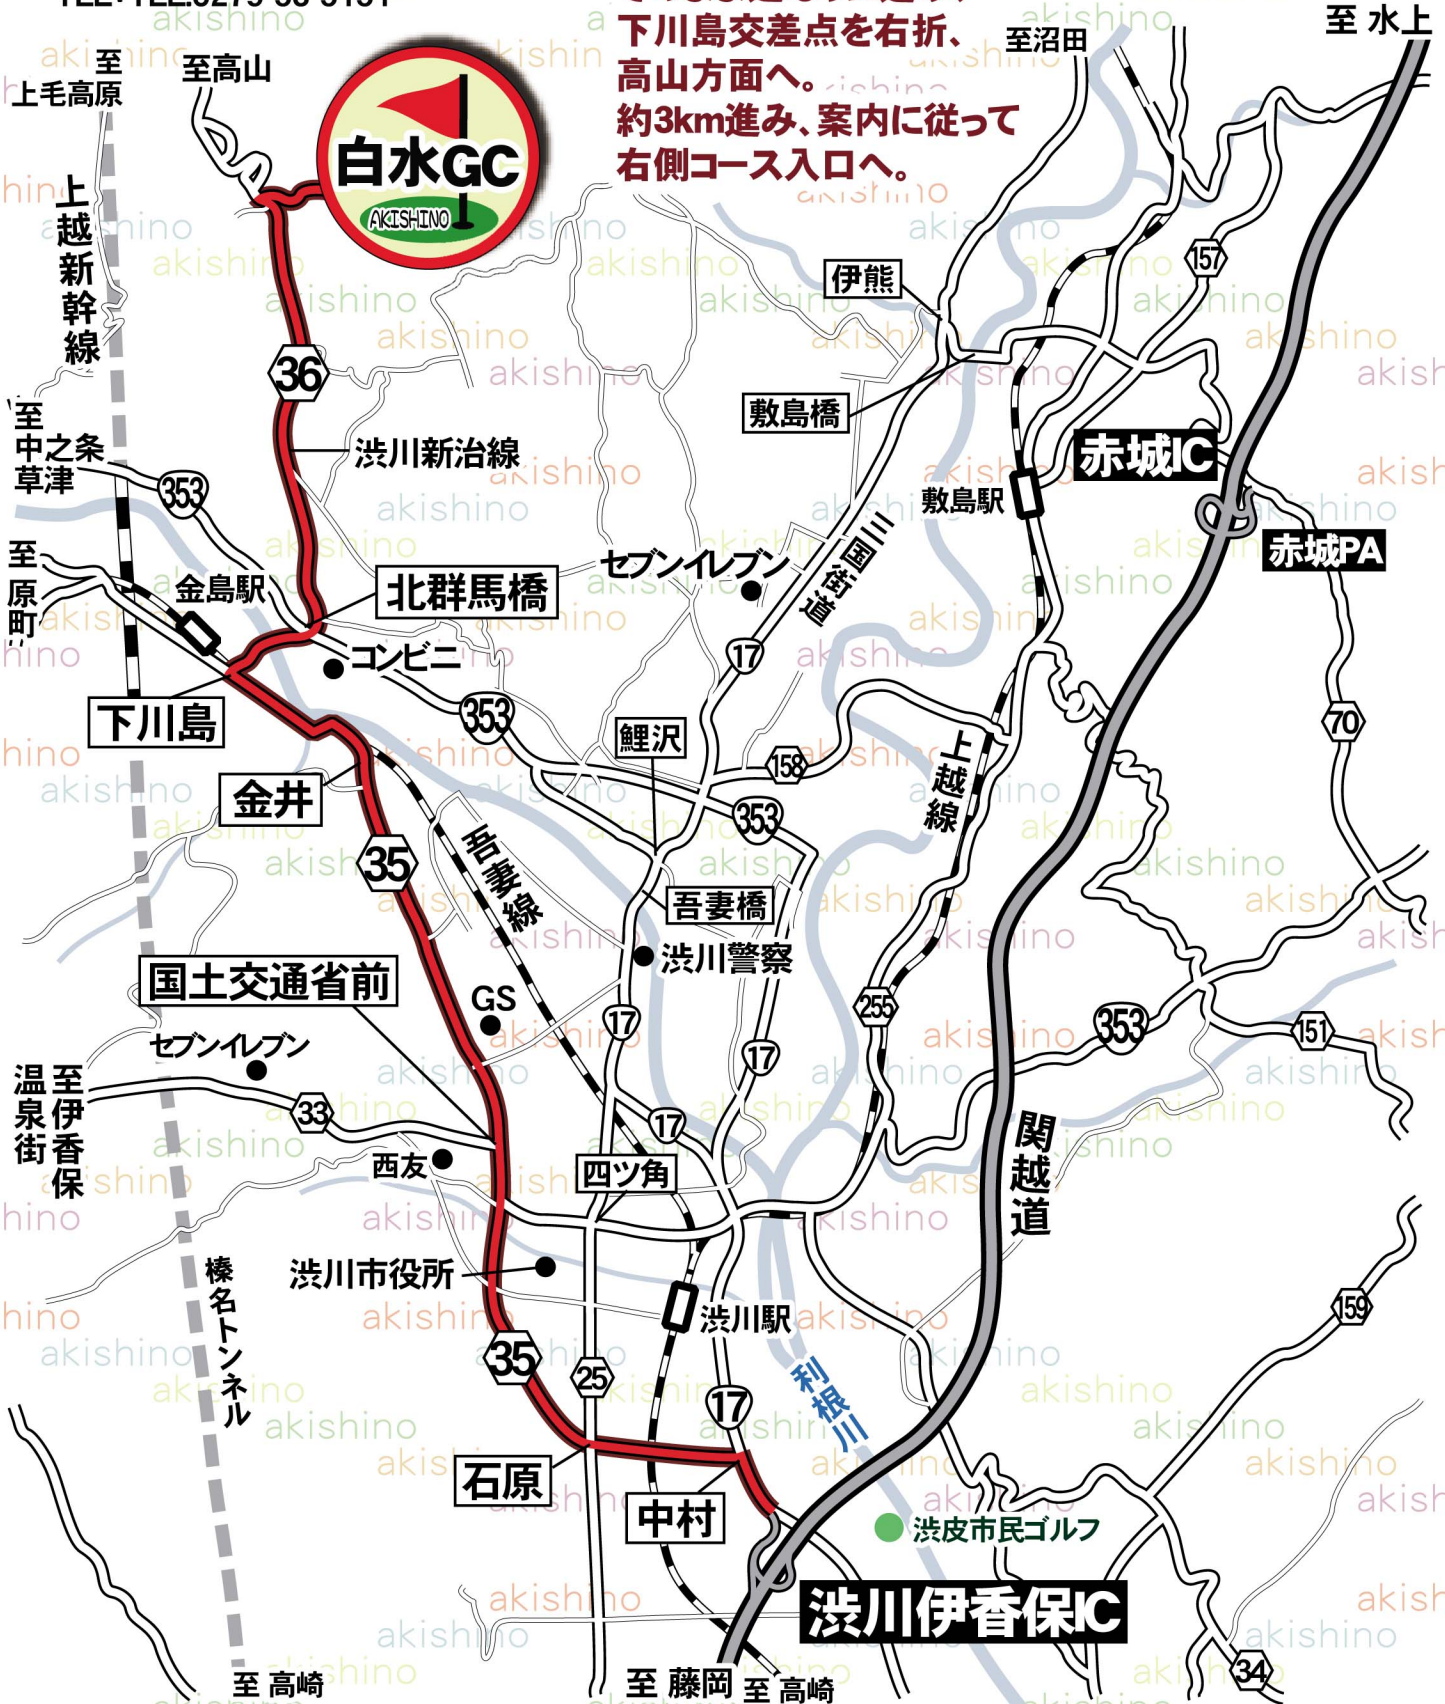 至 水上
下川島交差点を右折、
高山方面へ。
約3km進み、案内に従って
右側コース入口へ。
至
上毛高原
至高山
至沼田
白水GC
AKISHINO
上越新幹線
157
伊熊
36
敷島橋
至
中之条
草津
渋川新治線
赤城IC
353
敷島駅
三国街道
赤城PA
至
原町
金島駅
北群馬橋
セブンイレブン
コンビニ
17
下川島
353
鯉沢
158
70
上越線
金井
353
35
吾妻線
吾妻橋
渋川警察
国土交通省前
GS
17
255
353
151
セブンイレブン
17
至伊香保
温泉街
33
17
関越道
西友
四ツ角
榛名トンネル
渋川市役所
渋川駅
159
35
25
17
利根川
石原
中村
渋皮市民ゴルフ
渋川伊香保IC
34
至 高崎
至 藤岡
至 高崎
akishino